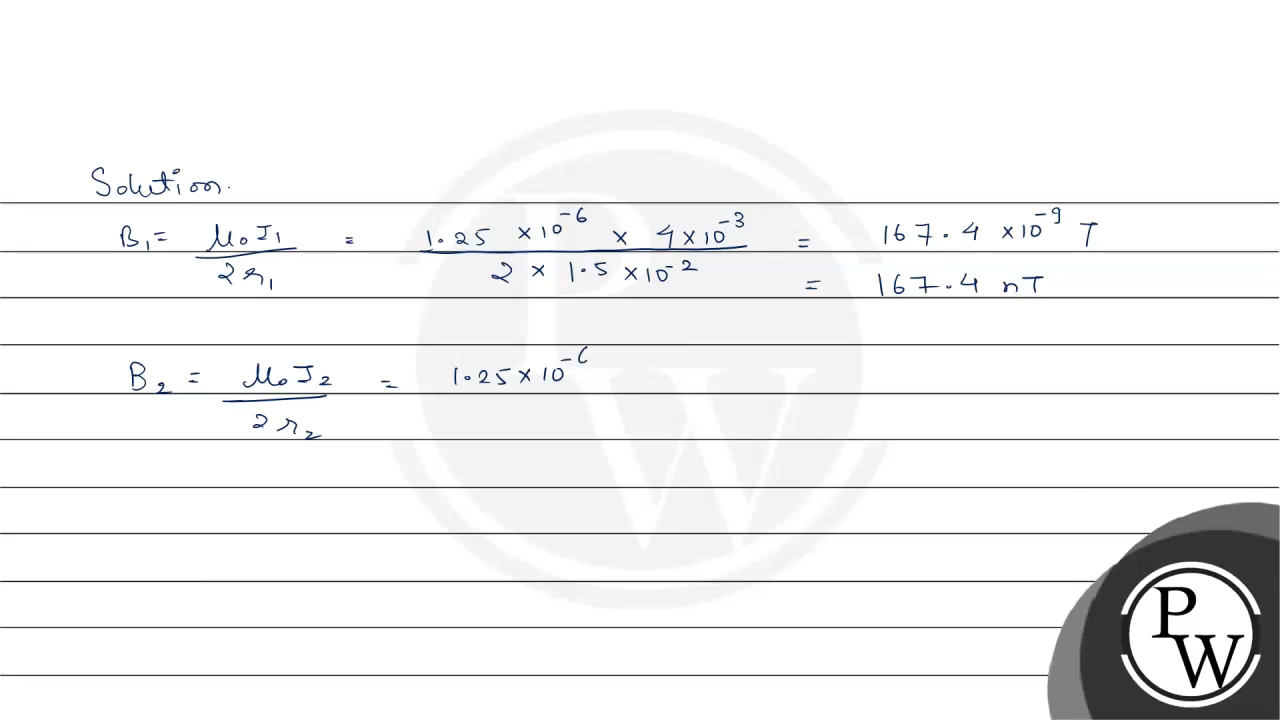 Solution.
B₁ = μ₀I₁ / 2r₁ = 1.25 × 10⁻⁶ × 4×10⁻³ / 2 × 1.5 × 10⁻² = 167.4 × 10⁻⁹ T
= 167.4 nT
B₂ = μ₀I₂ / 2r₂ = 1.25 × 10⁻⁶
PW
PW